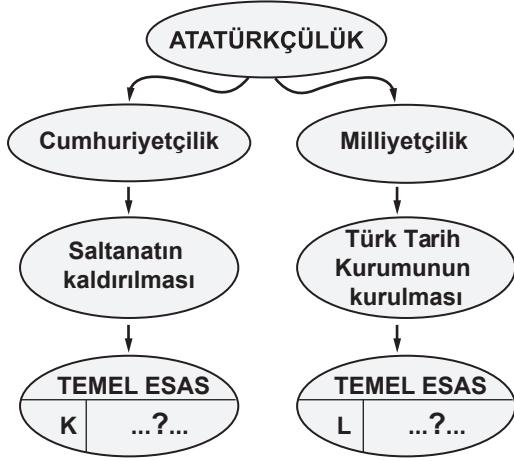 ATATÜRKÇÜLÜK
Cumhuriyetçilik
Milliyetçilik
Saltanatın
kaldırılması
Türk Tarih
Kurumunun
kurulması
TEMEL ESAS
K ...?...
TEMEL ESAS
L ...?...